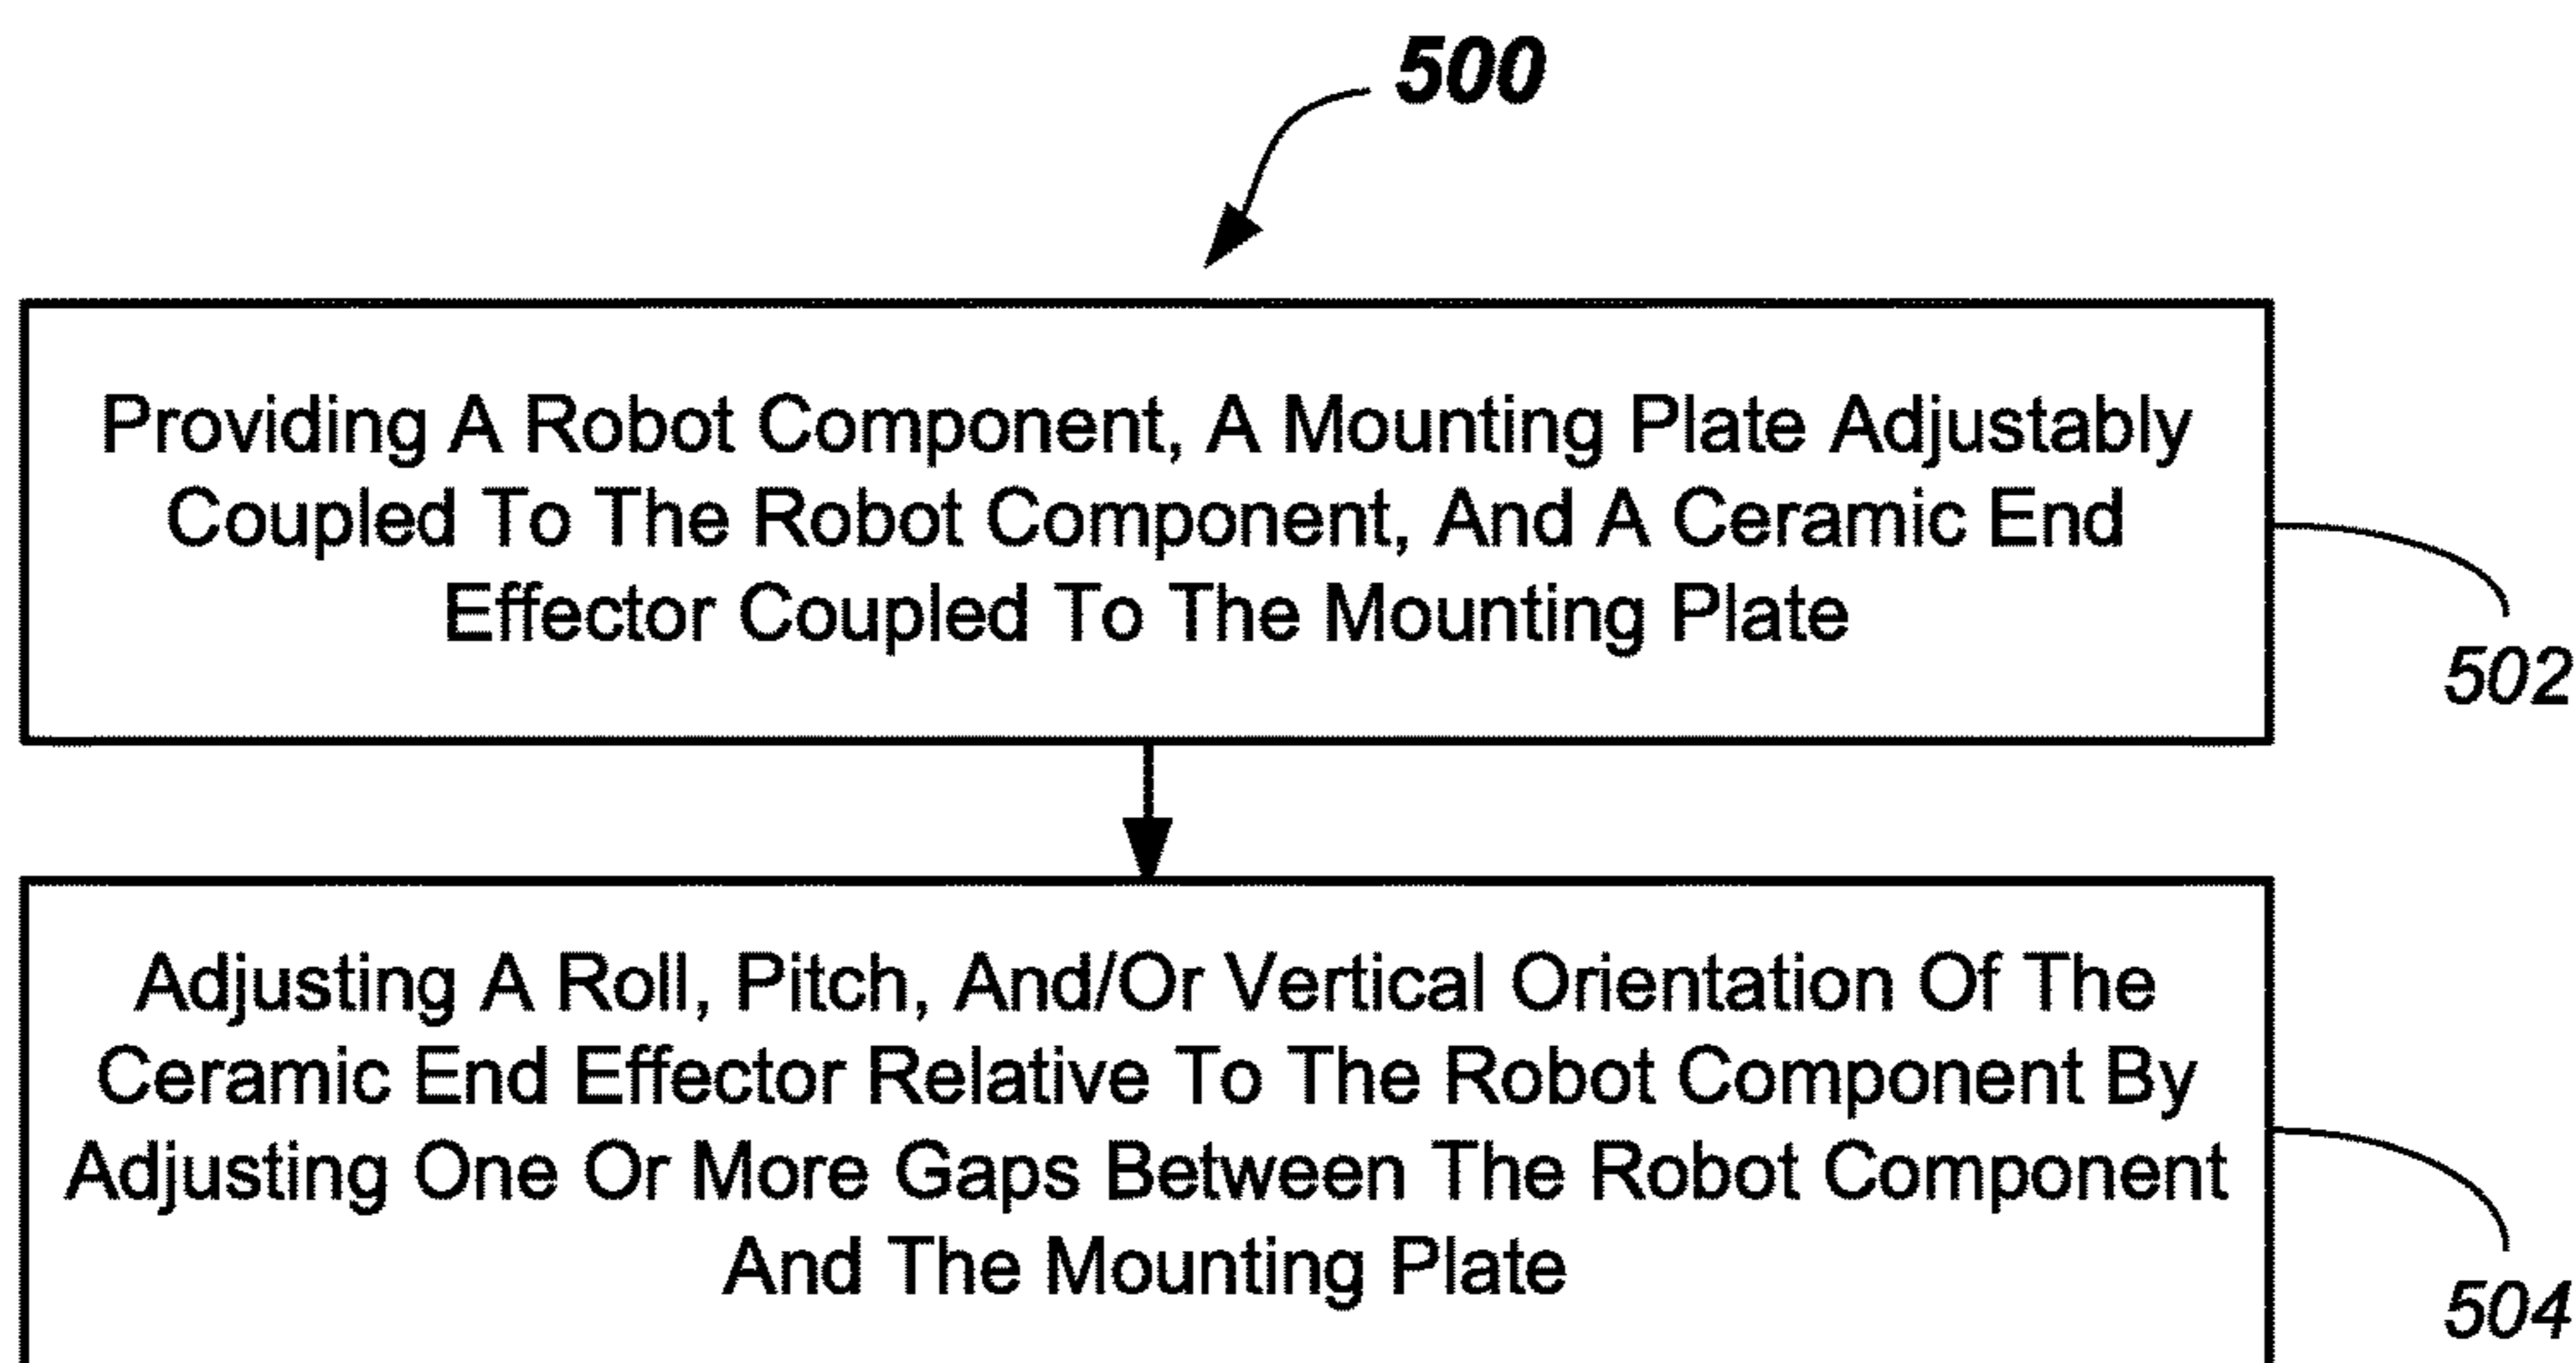 500
Providing A Robot Component, A Mounting Plate Adjustably
Coupled To The Robot Component, And A Ceramic End
Effector Coupled To The Mounting Plate
502
Adjusting A Roll, Pitch, And/Or Vertical Orientation Of The
Ceramic End Effector Relative To The Robot Component By
Adjusting One Or More Gaps Between The Robot Component
And The Mounting Plate
504